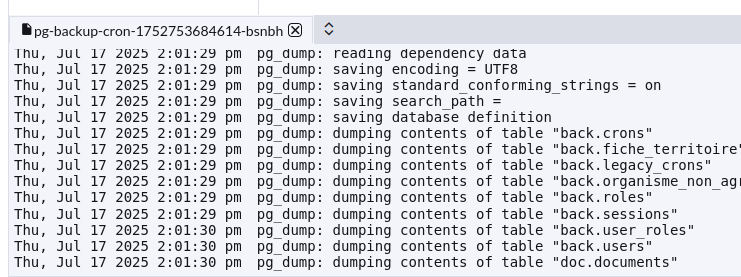 pg-backup-cron-1752753684614-bsnbh
Thu, Jul 17 2025 2:01:29 pm pg_dump: reading dependency data
Thu, Jul 17 2025 2:01:29 pm pg_dump: saving encoding = UTF8
Thu, Jul 17 2025 2:01:29 pm pg_dump: saving standard_conforming_strings = on
Thu, Jul 17 2025 2:01:29 pm pg_dump: saving search_path =
Thu, Jul 17 2025 2:01:29 pm pg_dump: saving database definition
Thu, Jul 17 2025 2:01:29 pm pg_dump: dumping contents of table "back.crons"
Thu, Jul 17 2025 2:01:29 pm pg_dump: dumping contents of table "back.fiche_territoire"
Thu, Jul 17 2025 2:01:29 pm pg_dump: dumping contents of table "back.legacy_crons"
Thu, Jul 17 2025 2:01:29 pm pg_dump: dumping contents of table "back.organisme_non_agr
Thu, Jul 17 2025 2:01:29 pm pg_dump: dumping contents of table "back.roles"
Thu, Jul 17 2025 2:01:29 pm pg_dump: dumping contents of table "back.sessions"
Thu, Jul 17 2025 2:01:30 pm pg_dump: dumping contents of table "back.user_roles"
Thu, Jul 17 2025 2:01:30 pm pg_dump: dumping contents of table "back.users"
Thu, Jul 17 2025 2:01:30 pm pg_dump: dumping contents of table "doc.documents"